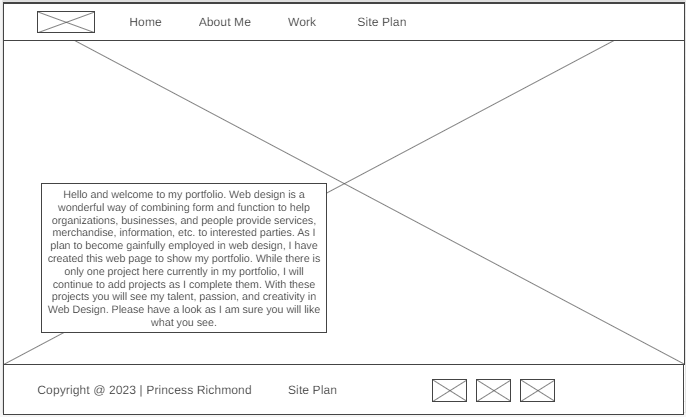 Home About Me Work Site Plan
Hello and welcome to my portfolio. Web design is a
wonderful way of combining form and function to help
organizations, businesses, and people provide services,
merchandise, information, etc. to interested parties. As I
plan to become gainfully employed in web design, I have
created this web page to show my portfolio. While there is
only one project here currently in my portfolio, I will
continue to add projects as I complete them. With these
projects you will see my talent, passion, and creativity in
Web Design. Please have a look as I am sure you will like
what you see.
Copyright @ 2023 | Princess Richmond Site Plan